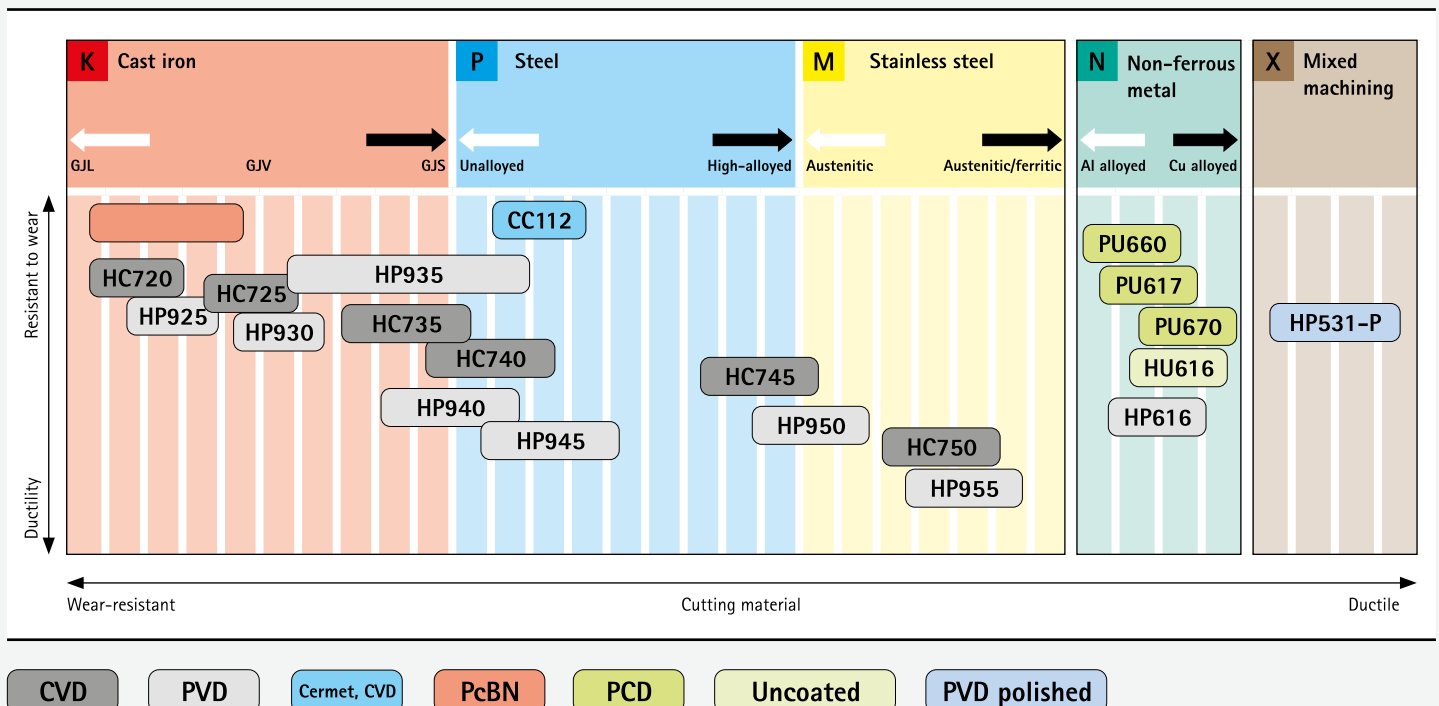 K Cast iron
P Steel
M Stainless steel
N Non-ferrous
metal
X Mixed
machining
GJL GJV GJS
Unalloyed High-alloyed
Austenitic Austenitic/ferritic
Al alloyed Cu alloyed
Resistant to wear
Ductility
CC112
PU660
HC720
HP935
HC725
PU617
HP925
HP930
HC735
PU670
HP531-P
HC740
HU616
HC745
HP940
HP616
HP950
HP945
HC750
HP955
Wear-resistant Cutting material Ductile
CVD PVD Cermet, CVD PcBN PCD Uncoated PVD polished